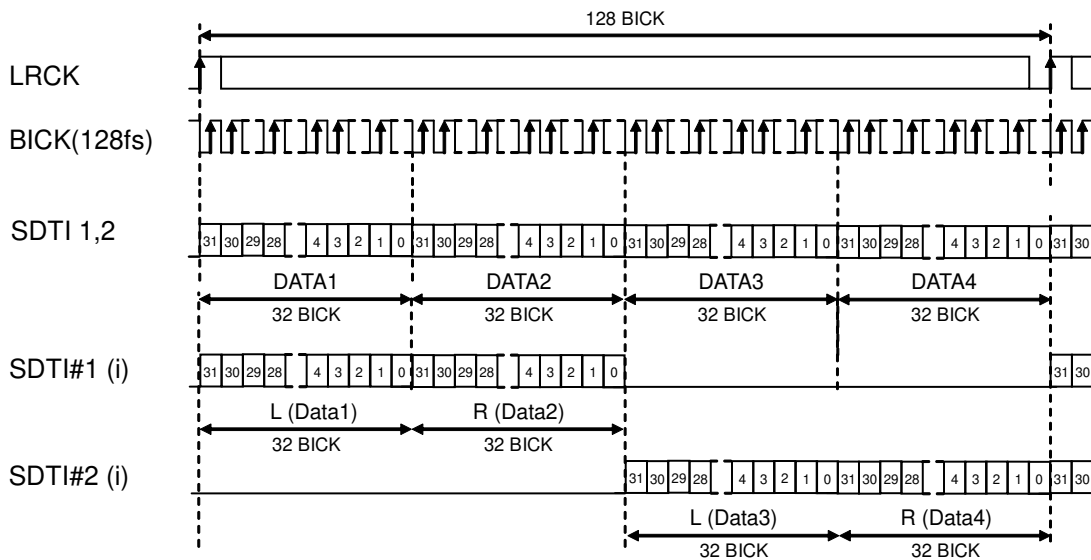 128 BICK
LRCK
BICK(128fs)
SDTI 1,2
31 30 29 28 4 3 2 1 0 31 30 29 28 4 3 2 1 0 31 30 29 28 4 3 2 1 0 31 30 29 28 4 3 2 1 0 31 30
DATA1 DATA2 DATA3 DATA4
32 BICK 32 BICK 32 BICK 32 BICK
SDTI#1 (i)
31 30 29 28 4 3 2 1 0 31 30 29 28 4 3 2 1 0 31 30
L (Data1) R (Data2)
32 BICK 32 BICK
SDTI#2 (i)
31 30 29 28 4 3 2 1 0 31 30 29 28 4 3 2 1 0 31 30
L (Data3) R (Data4)
32 BICK 32 BICK